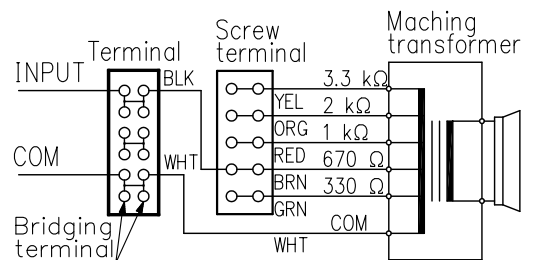 Maching
transformer
Screw
terminal
Terminal
INPUT
BLK
3.3 kΩ
YEL
2 kΩ
ORG
1 kΩ
COM
WHT
RED
670 Ω
BRN
330 Ω
GRN
COM
WHT
Bridging
terminal